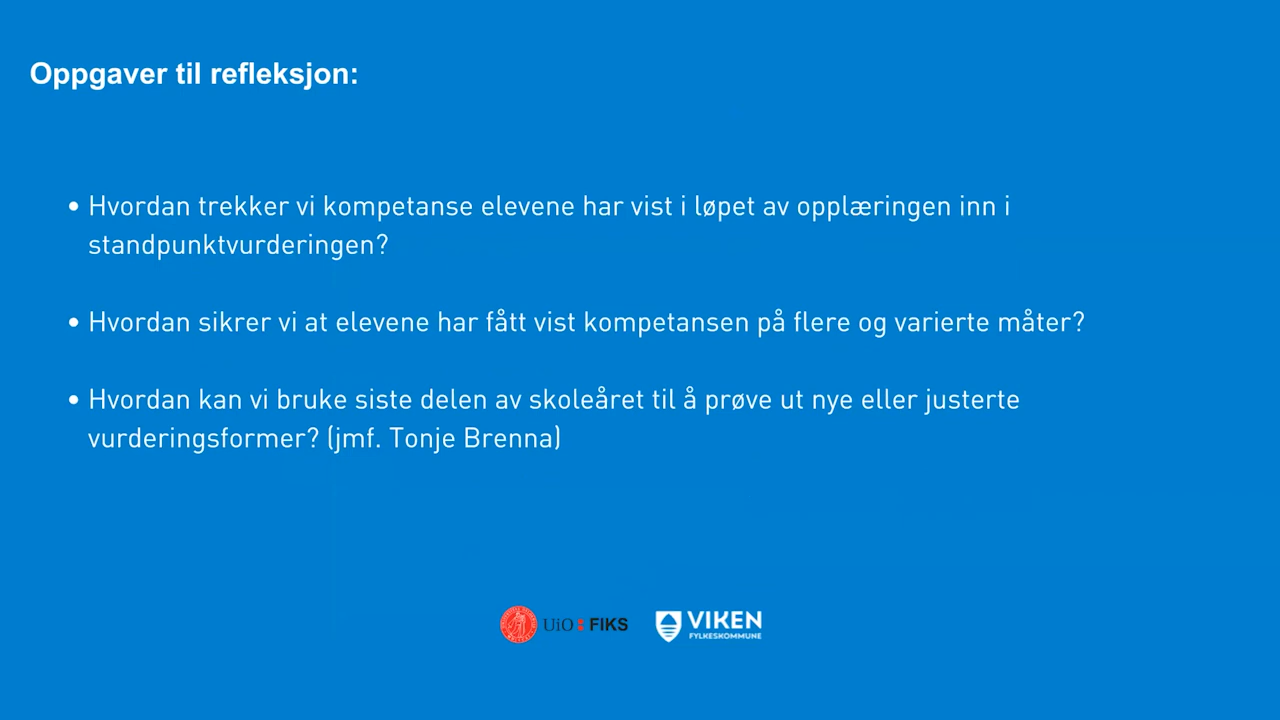 Oppgaver til refleksjon:
• Hvordan trekker vi kompetanse elevene har vist i løpet av opplæringen inn i
standpunktvurderingen?
• Hvordan sikrer vi at elevene har fått vist kompetansen på flere og varierte måter?
• Hvordan kan vi bruke siste delen av skoleåret til å prøve ut nye eller justerte
vurderingsformer? (jmf. Tonje Brenna)
UiO : FIKS
VIKEN
FYLKESKOMMUNE